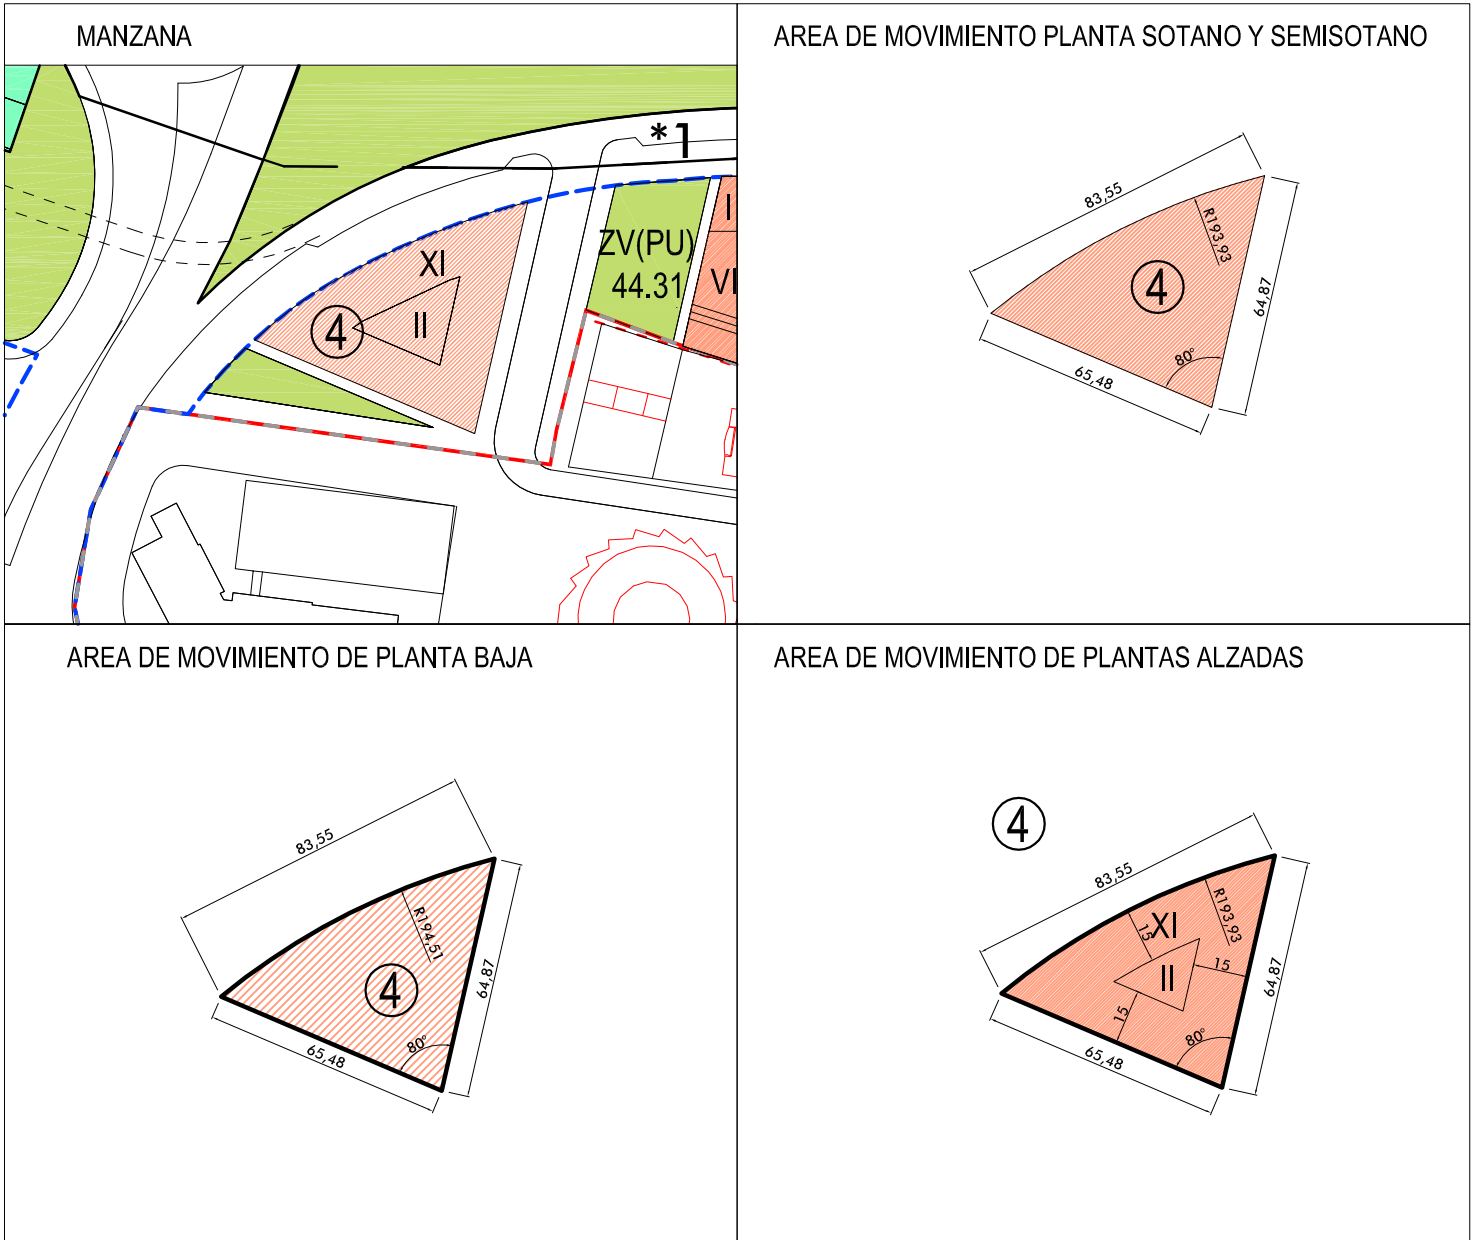 MANZANA
*1
XI
4
II
ZV(PU)
44.31
I
VI
AREA DE MOVIMIENTO PLANTA SOTANO Y SEMISOTANO
83,55
R193,93
4
64,87
80°
65,48
AREA DE MOVIMIENTO DE PLANTA BAJA
83,55
R194,51
4
64,87
80°
65,48
AREA DE MOVIMIENTO DE PLANTAS ALZADAS
4
83,55
XI
R193,93
15
15
II
64,87
15
80°
65,48